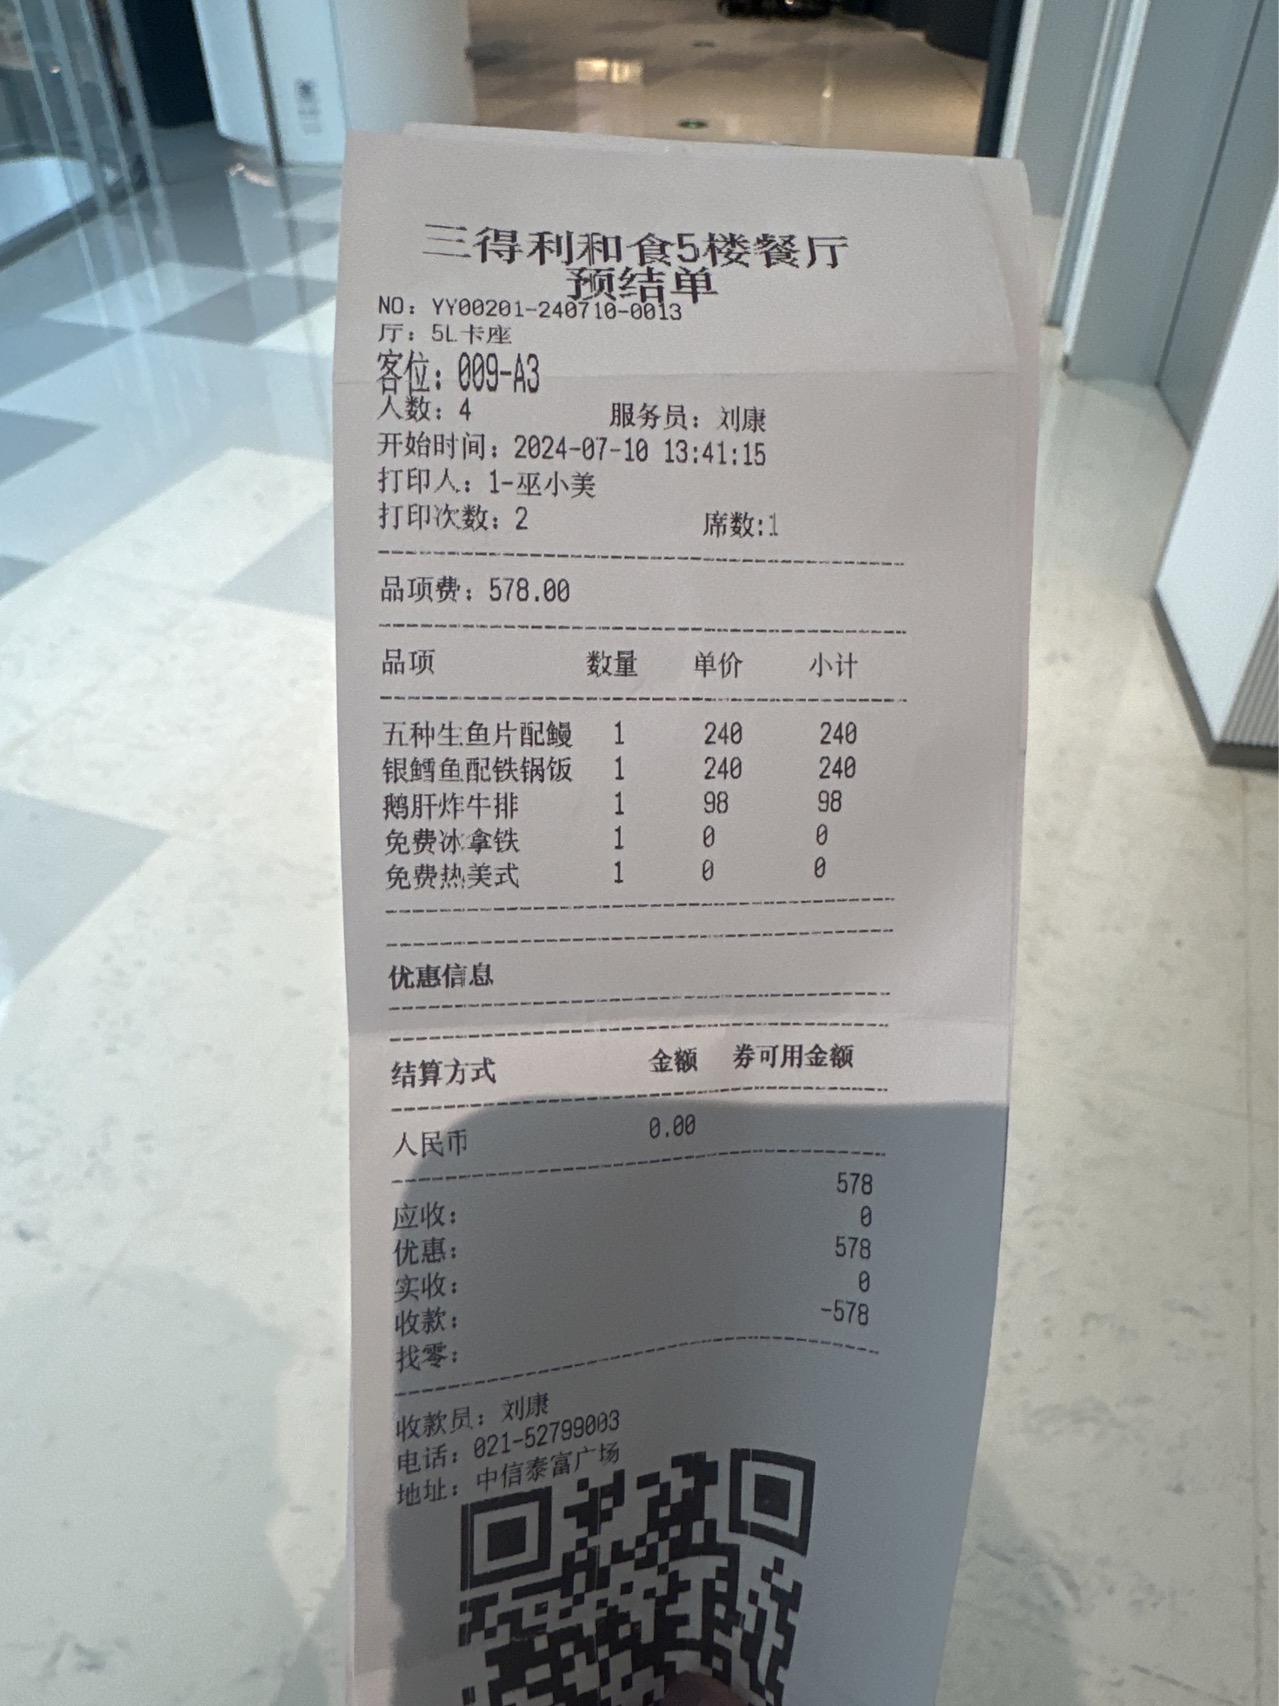 三得利和食5楼餐厅
预结单
NO: YY00201-240710-0013
厅: 5L卡座
客位: 009-A3
人数: 4 服务员: 刘康
开始时间: 2024-07-10 13:41:15
打印人: 1-巫小美
打印次数: 2 席数:1
品项费: 578.00
品项 数量 单价 小计
五种生鱼片配鳗 1 240 240
银鳕鱼配铁锅饭 1 240 240
鹅肝炸牛排 1 98 98
免费冰拿铁 1 0 0
免费热美式 1 0 0
优惠信息
结算方式 金额 券可用金额
人民币 0.00
应收: 578
优惠: 0
实收: 578
收款: 0
找零: -578
收款员: 刘康
电话: 021-52799003
地址: 中信泰富广场